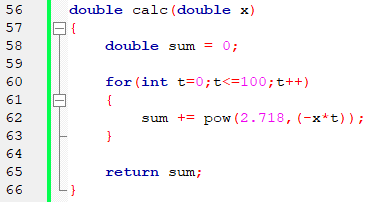 56 double calc(double x)
57 {
58 double sum = 0;
59
60 for(int t=0;t<=100;t++)
61 {
62 sum += pow(2.718,(-x*t));
63 }
64
65 return sum;
66 }